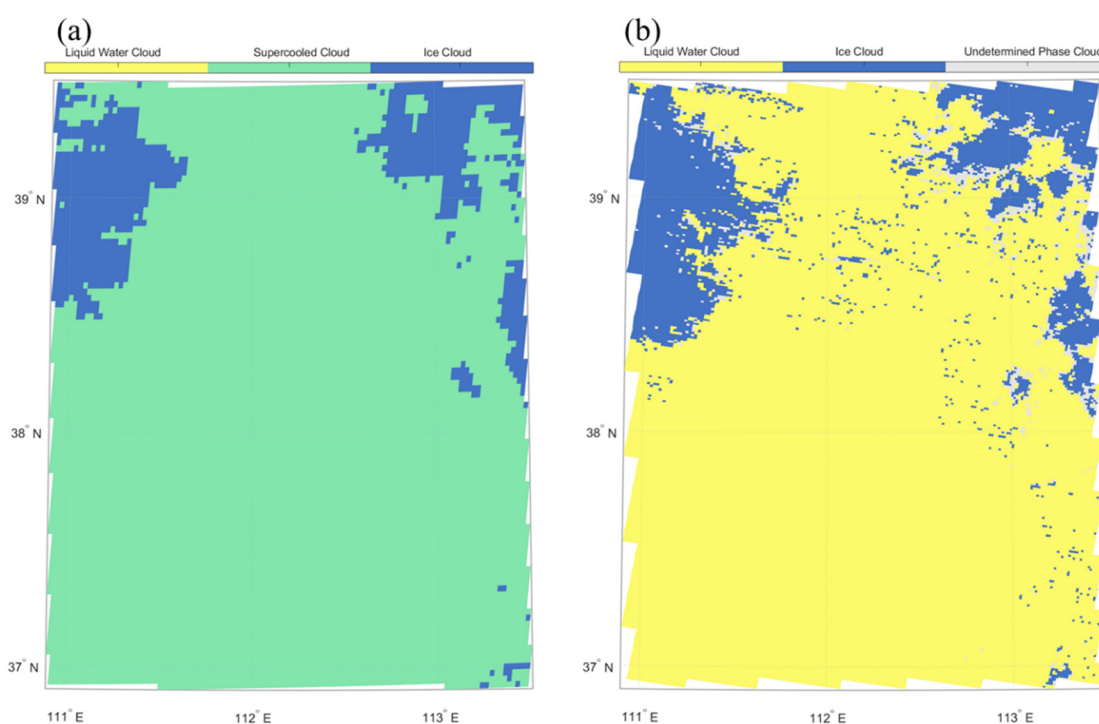 (a)
Liquid Water Cloud Supercooled Cloud Ice Cloud
39° N
38° N
37° N
111° E 112° E 113° E
(b)
Liquid Water Cloud Ice Cloud Undetermined Phase Cloud
39° N
38° N
37° N
111° E 112° E 113° E